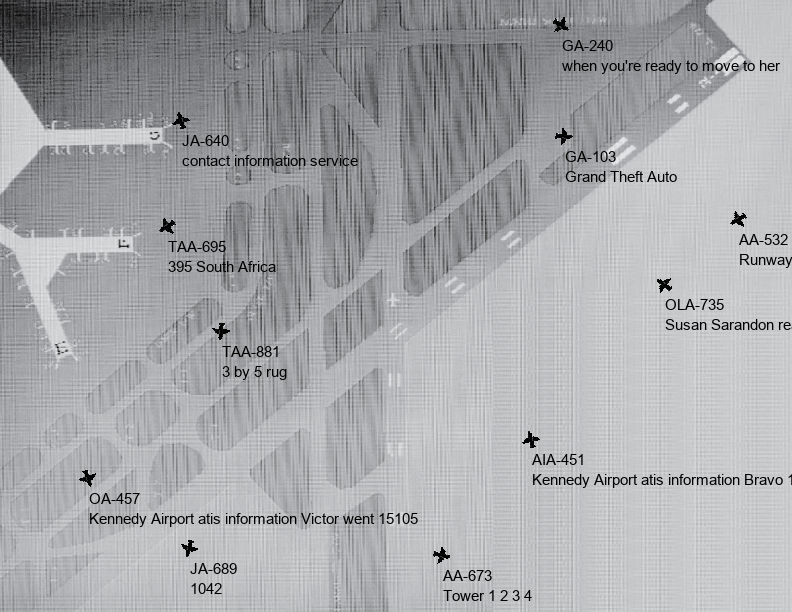 GA-240
when you're ready to move to her
JA-640
contact information service
GA-103
Grand Theft Auto
TAA-695
395 South Africa
AA-532
Runway
OLA-735
Susan Sarandon re
TAA-881
3 by 5 rug
AIA-451
Kennedy Airport atis information Bravo 1
OA-457
Kennedy Airport atis information Victor went 15105
JA-689
1042
AA-673
Tower 1 2 3 4